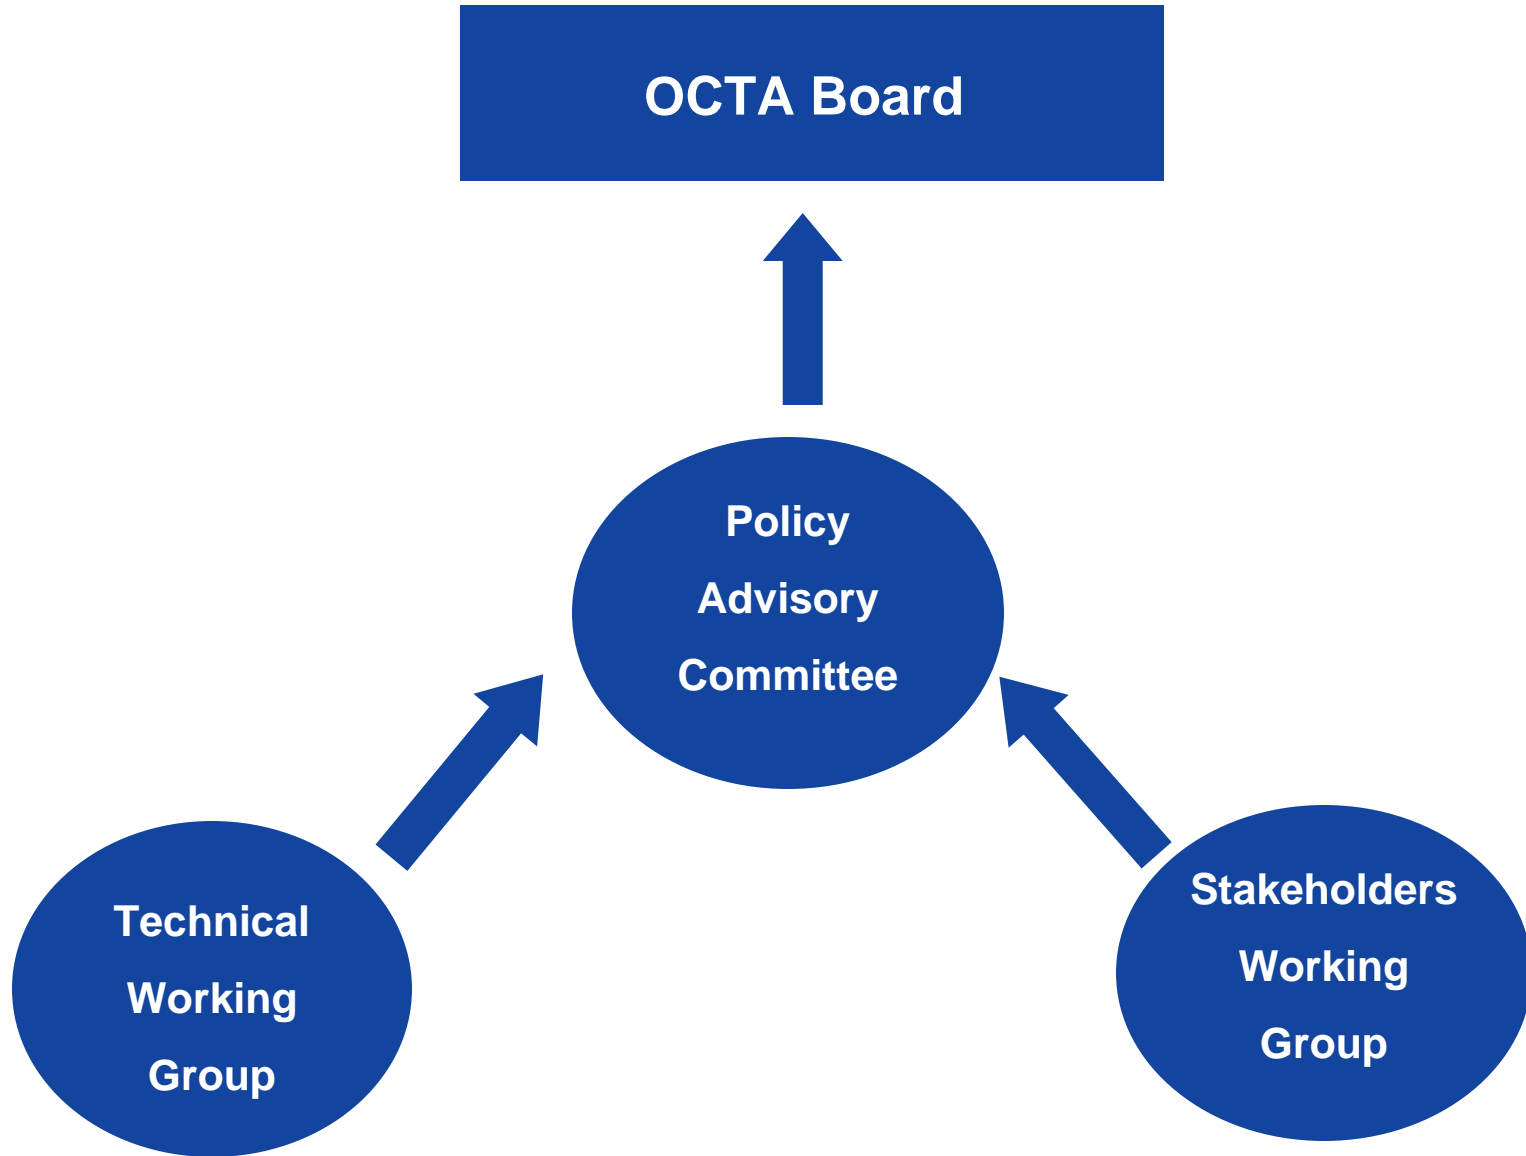 OCTA Board
Policy
Advisory
Committee
Technical
Working
Group
Stakeholders
Working
Group